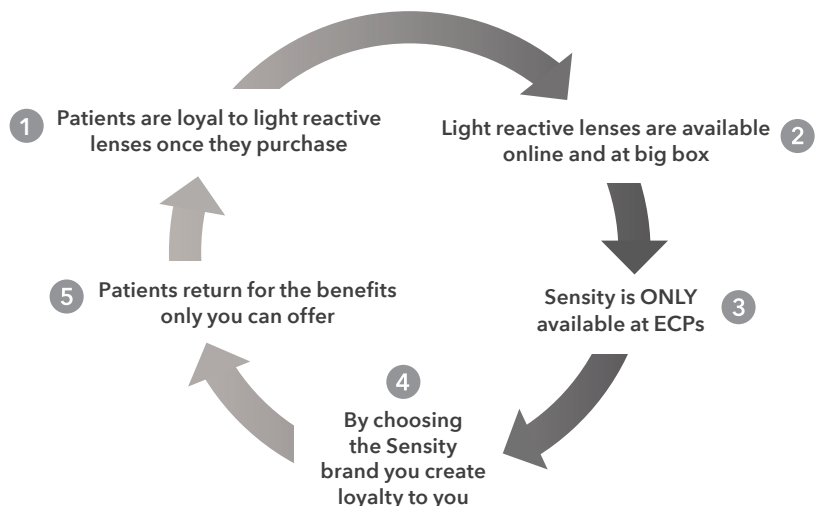 1
Patients are loyal to light reactive
lenses once they purchase
Light reactive lenses are available
online and at big box
2
Sensity is ONLY
available at ECPs
3
4
By choosing
the Sensity
brand you create
loyalty to you
5
Patients return for the benefits
only you can offer